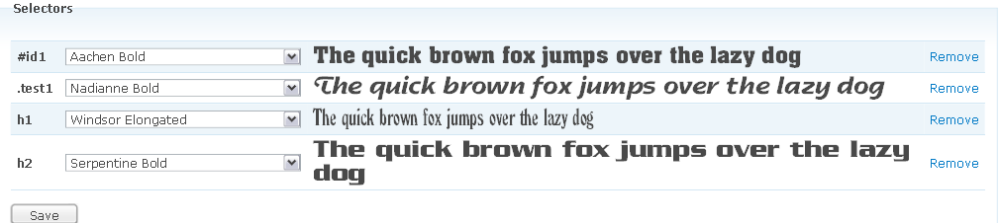 Selectors
#id1 Aachen Bold The quick brown fox jumps over the lazy dog Remove
.test1 Nadianne Bold The quick brown fox jumps over the lazy dog Remove
h1 Windsor Elongated The quick brown fox jumps over the lazy dog Remove
h2 Serpentine Bold The quick brown fox jumps over the lazy
dog Remove
Save